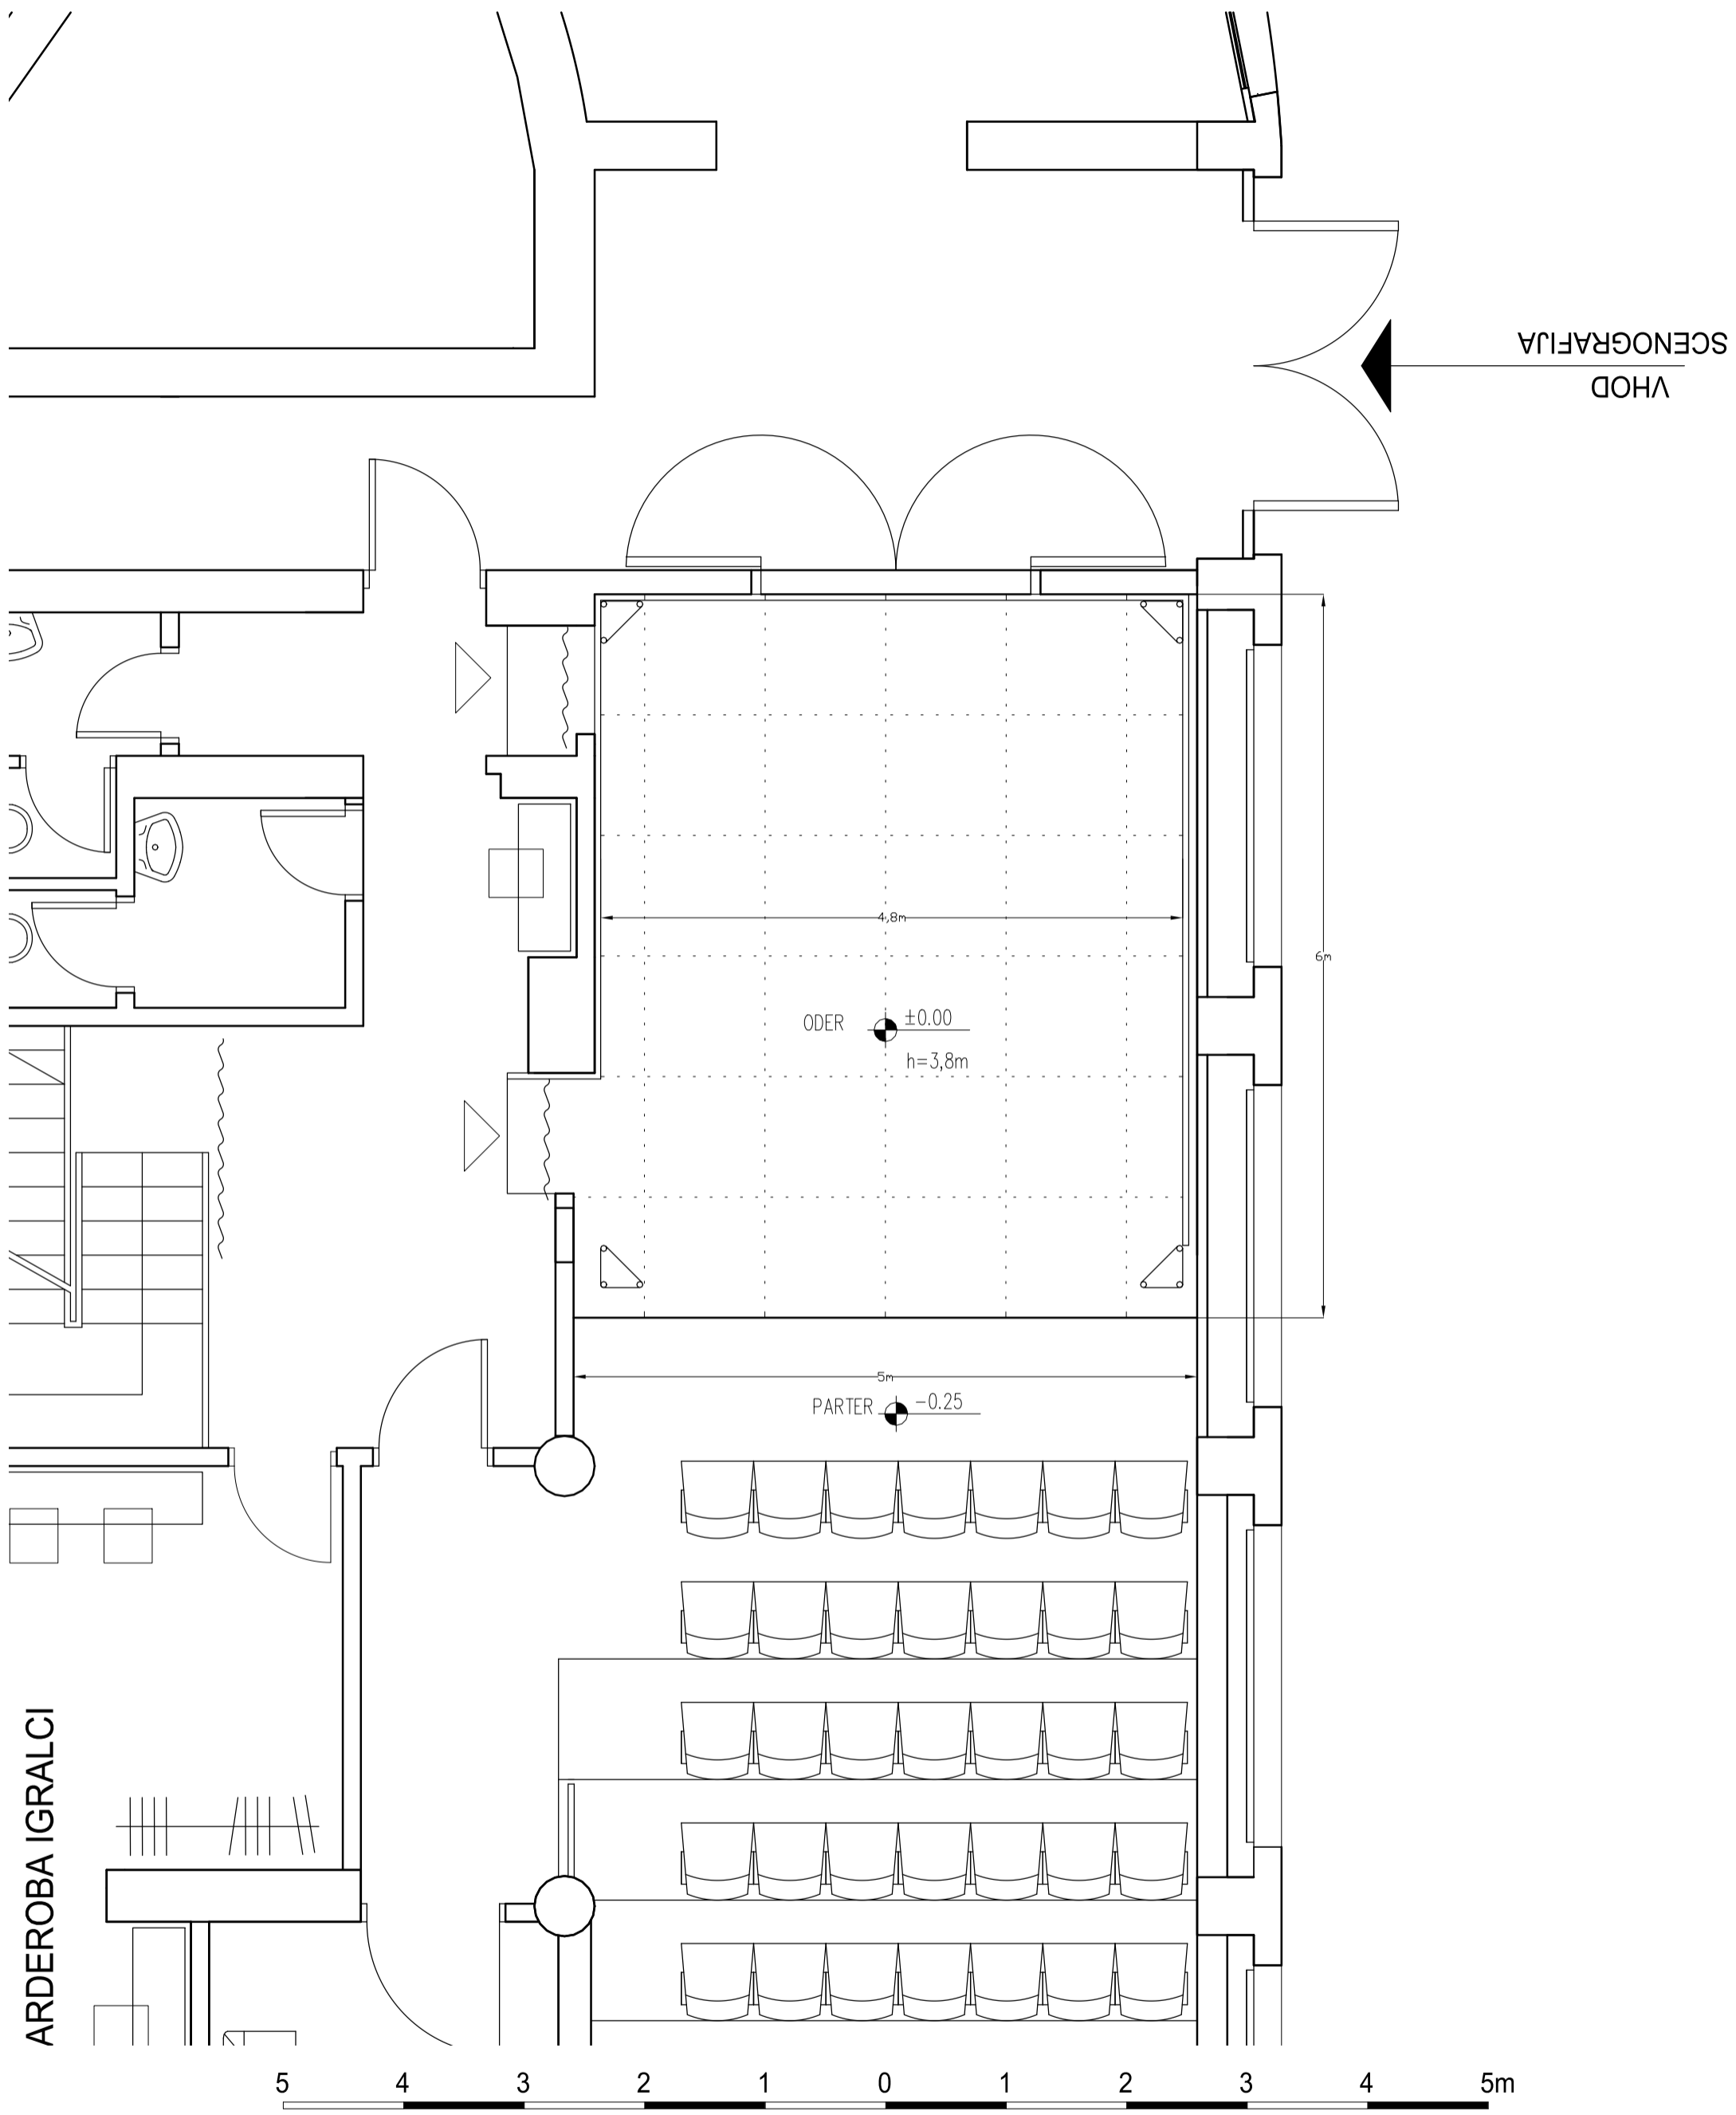 SCENOGRAFIJA
VHOD
4,8m
6m
ODER
±0.00
h=3,8m
5m
PARTER
-0.25
ARDEROBA IGRALCI
5 4 3 2 1 0 1 2 3 4 5m